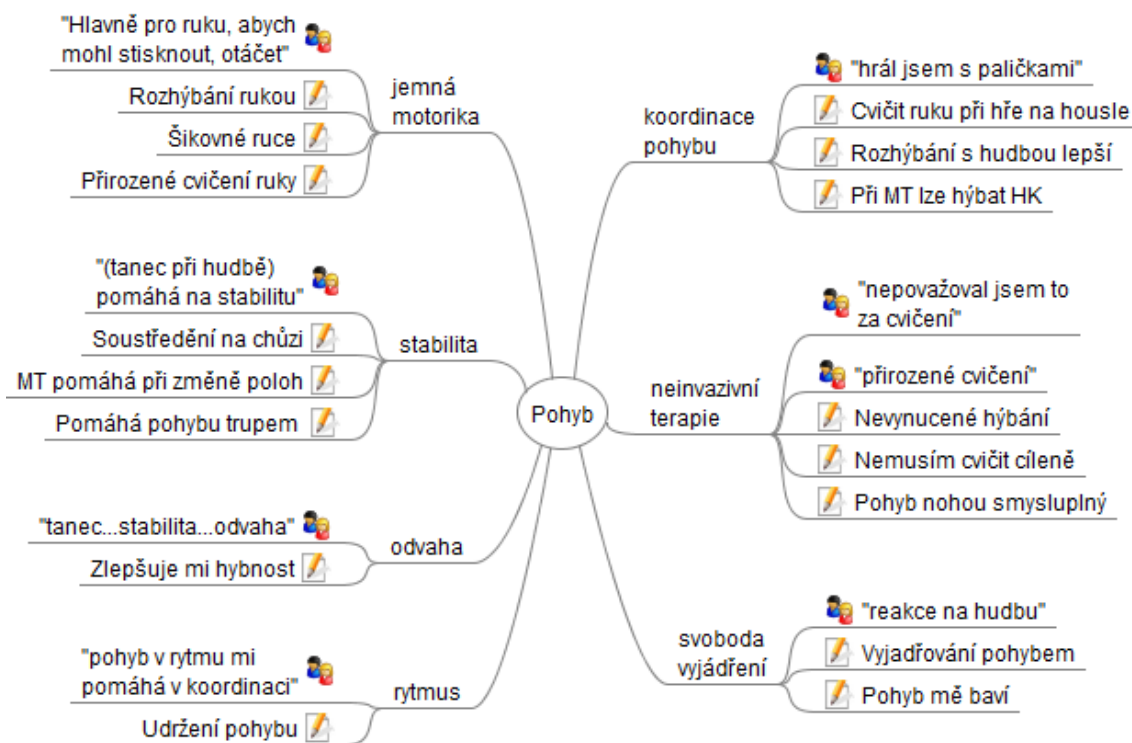 "Hlavně pro ruku, abych
mohl stisknout, otáčet"
Rozhýbání rukou
Šikovné ruce
Přirozené cvičení ruky
jemná
motorika
"(tanec při hudbě)
pomáhá na stabilitu"
Soustředění na chůzi
MT pomáhá při změně poloh
Pomáhá pohybu trupem
stabilita
"tanec...stabilita...odvaha"
Zlepšuje mi hybnost
odvaha
"pohyb v rytmu mi
pomáhá v koordinaci"
Udržení pohybu
rytmus
Pohyb
koordinace
pohybu
"hrál jsem s paličkami"
Cvičit ruku při hře na housle
Rozhýbání s hudbou lepší
Při MT lze hýbat HK
neinvazivní
terapie
"nepovažoval jsem to
za cvičení"
"přirozené cvičení"
Nevynucené hýbání
Nemusím cvičit cíleně
Pohyb nohou smysluplný
svoboda
vyjádření
"reakce na hudbu"
Vyjadřování pohybem
Pohyb mě baví